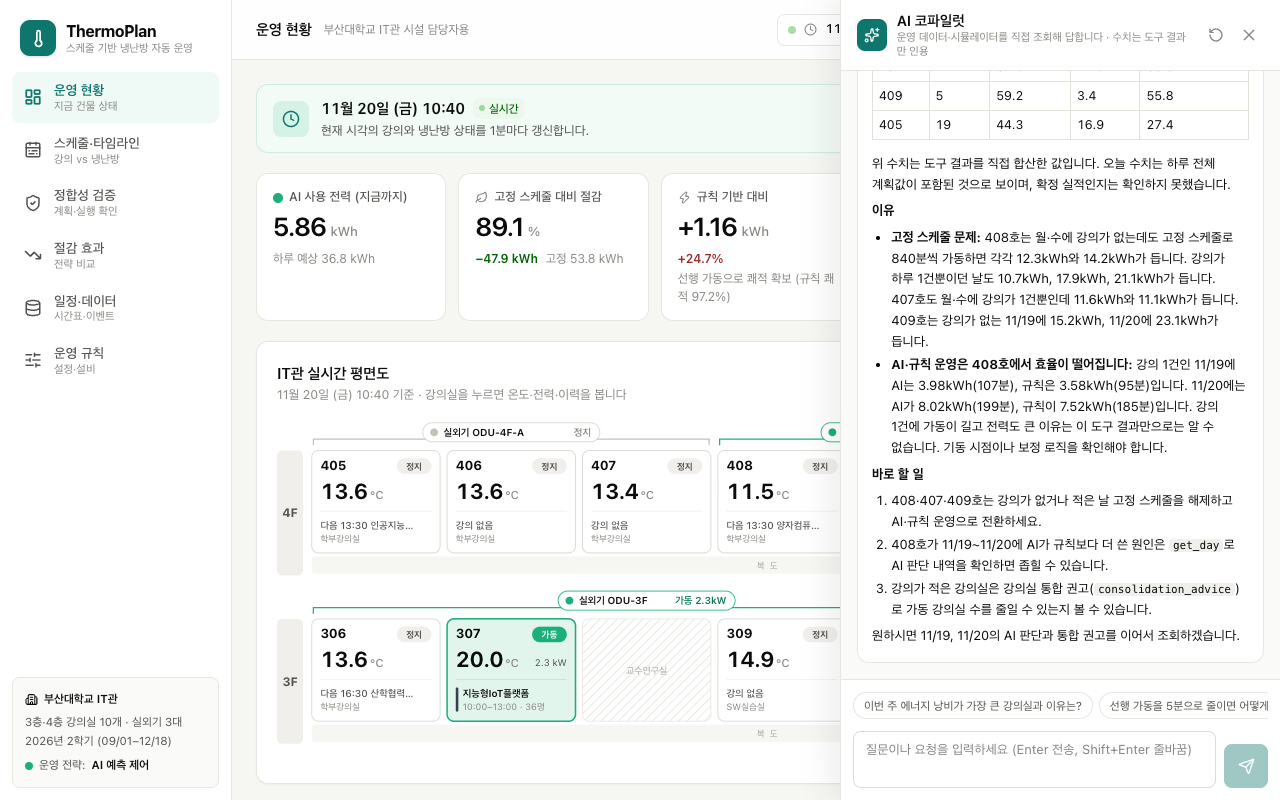 ThermoPlan
스케줄 기반 냉난방 자동 운영
운영 현황
지금 건물 상태
스케줄·타임라인
강의 vs 냉난방
정합성 검증
계획·실행 확인
절감 효과
전략 비교
일정·데이터
시간표·이벤트
운영 규칙
설정·설비
부산대학교 IT관
3층·4층 강의실 10개 · 실외기 3대
2026년 2학기 (09/01–12/18)
운영 전략: AI 예측 제어
운영 현황 부산대학교 IT관 시설 담당자용
11
11월 20일 (금) 10:40 실시간
현재 시각의 강의와 냉난방 상태를 1분마다 갱신합니다.
AI 사용 전력 (지금까지)
5.86 kWh
하루 예상 36.8 kWh
고정 스케줄 대비 절감
89.1 %
−47.9 kWh 고정 53.8 kWh
규칙 기반 대비
+1.16 kWh
+24.7%
선행 가동으로 쾌적 확보 (규칙 쾌
적 97.2%)
IT관 실시간 평면도
11월 20일 (금) 10:40 기준 · 강의실을 누르면 온도·전력·이력을 봅니다
실외기 ODU-4F-A 정지
4F
405 정지
13.6 °C
다음 13:30 인공지능…
학부강의실
406 정지
13.6 °C
강의 없음
학부강의실
407 정지
13.4 °C
강의 없음
학부강의실
408 정지
11.5 °C
다음 13:30 양자컴퓨…
학부강의실
복 도
실외기 ODU-3F 가동 2.3kW
3F
306 정지
13.6 °C
다음 16:30 산학협력…
학부강의실
307 가동
20.0 °C 2.3 kW
지능형IoT플랫폼
10:00–13:00 · 36명
교수연구실
309 정지
14.9 °C
강의 없음
SW실습실
복 도
AI 코파일럿
운영 데이터·시뮬레이터를 직접 조회해 답합니다 · 수치는 도구 결과
만 인용
409 5 59.2 3.4 55.8
405 19 44.3 16.9 27.4
위 수치는 도구 결과를 직접 합산한 값입니다. 오늘 수치는 하루 전체
계획값이 포함된 것으로 보이며, 확정 실적인지는 확인하지 못했습니다.
이유
• 고정 스케줄 문제: 408호는 월·수에 강의가 없는데도 고정 스케줄로
840분씩 가동하면 각각 12.3kWh와 14.2kWh가 듭니다. 강의가
하루 1건뿐이던 날도 10.7kWh, 17.9kWh, 21.1kWh가 듭니다.
407호도 월·수에 강의가 1건뿐인데 11.6kWh와 11.1kWh가 듭니다.
409호는 강의가 없는 11/19에 15.2kWh, 11/20에 23.1kWh가
듭니다.
• AI·규칙 운영은 408호에서 효율이 떨어집니다: 강의 1건인 11/19에
AI는 3.98kWh(107분), 규칙은 3.58kWh(95분)입니다. 11/20에는
AI가 8.02kWh(199분), 규칙이 7.52kWh(185분)입니다. 강의
1건에 가동이 길고 전력도 큰 이유는 이 도구 결과만으로는 알 수
없습니다. 기동 시점이나 보정 로직을 확인해야 합니다.
바로 할 일
1. 408·407·409호는 강의가 없거나 적은 날 고정 스케줄을 해제하고
AI·규칙 운영으로 전환하세요.
2. 408호가 11/19~11/20에 AI가 규칙보다 더 쓴 원인은 get_day 로
AI 판단 내역을 확인하면 좁힐 수 있습니다.
3. 강의가 적은 강의실은 강의실 통합 권고( consolidation_advice )
로 가동 강의실 수를 줄일 수 있는지 볼 수 있습니다.
원하시면 11/19, 11/20의 AI 판단과 통합 권고를 이어서 조회하겠습니다.
이번 주 에너지 낭비가 가장 큰 강의실과 이유는?
선행 가동을 5분으로 줄이면 어떻게
질문이나 요청을 입력하세요 (Enter 전송, Shift+Enter 줄바꿈)